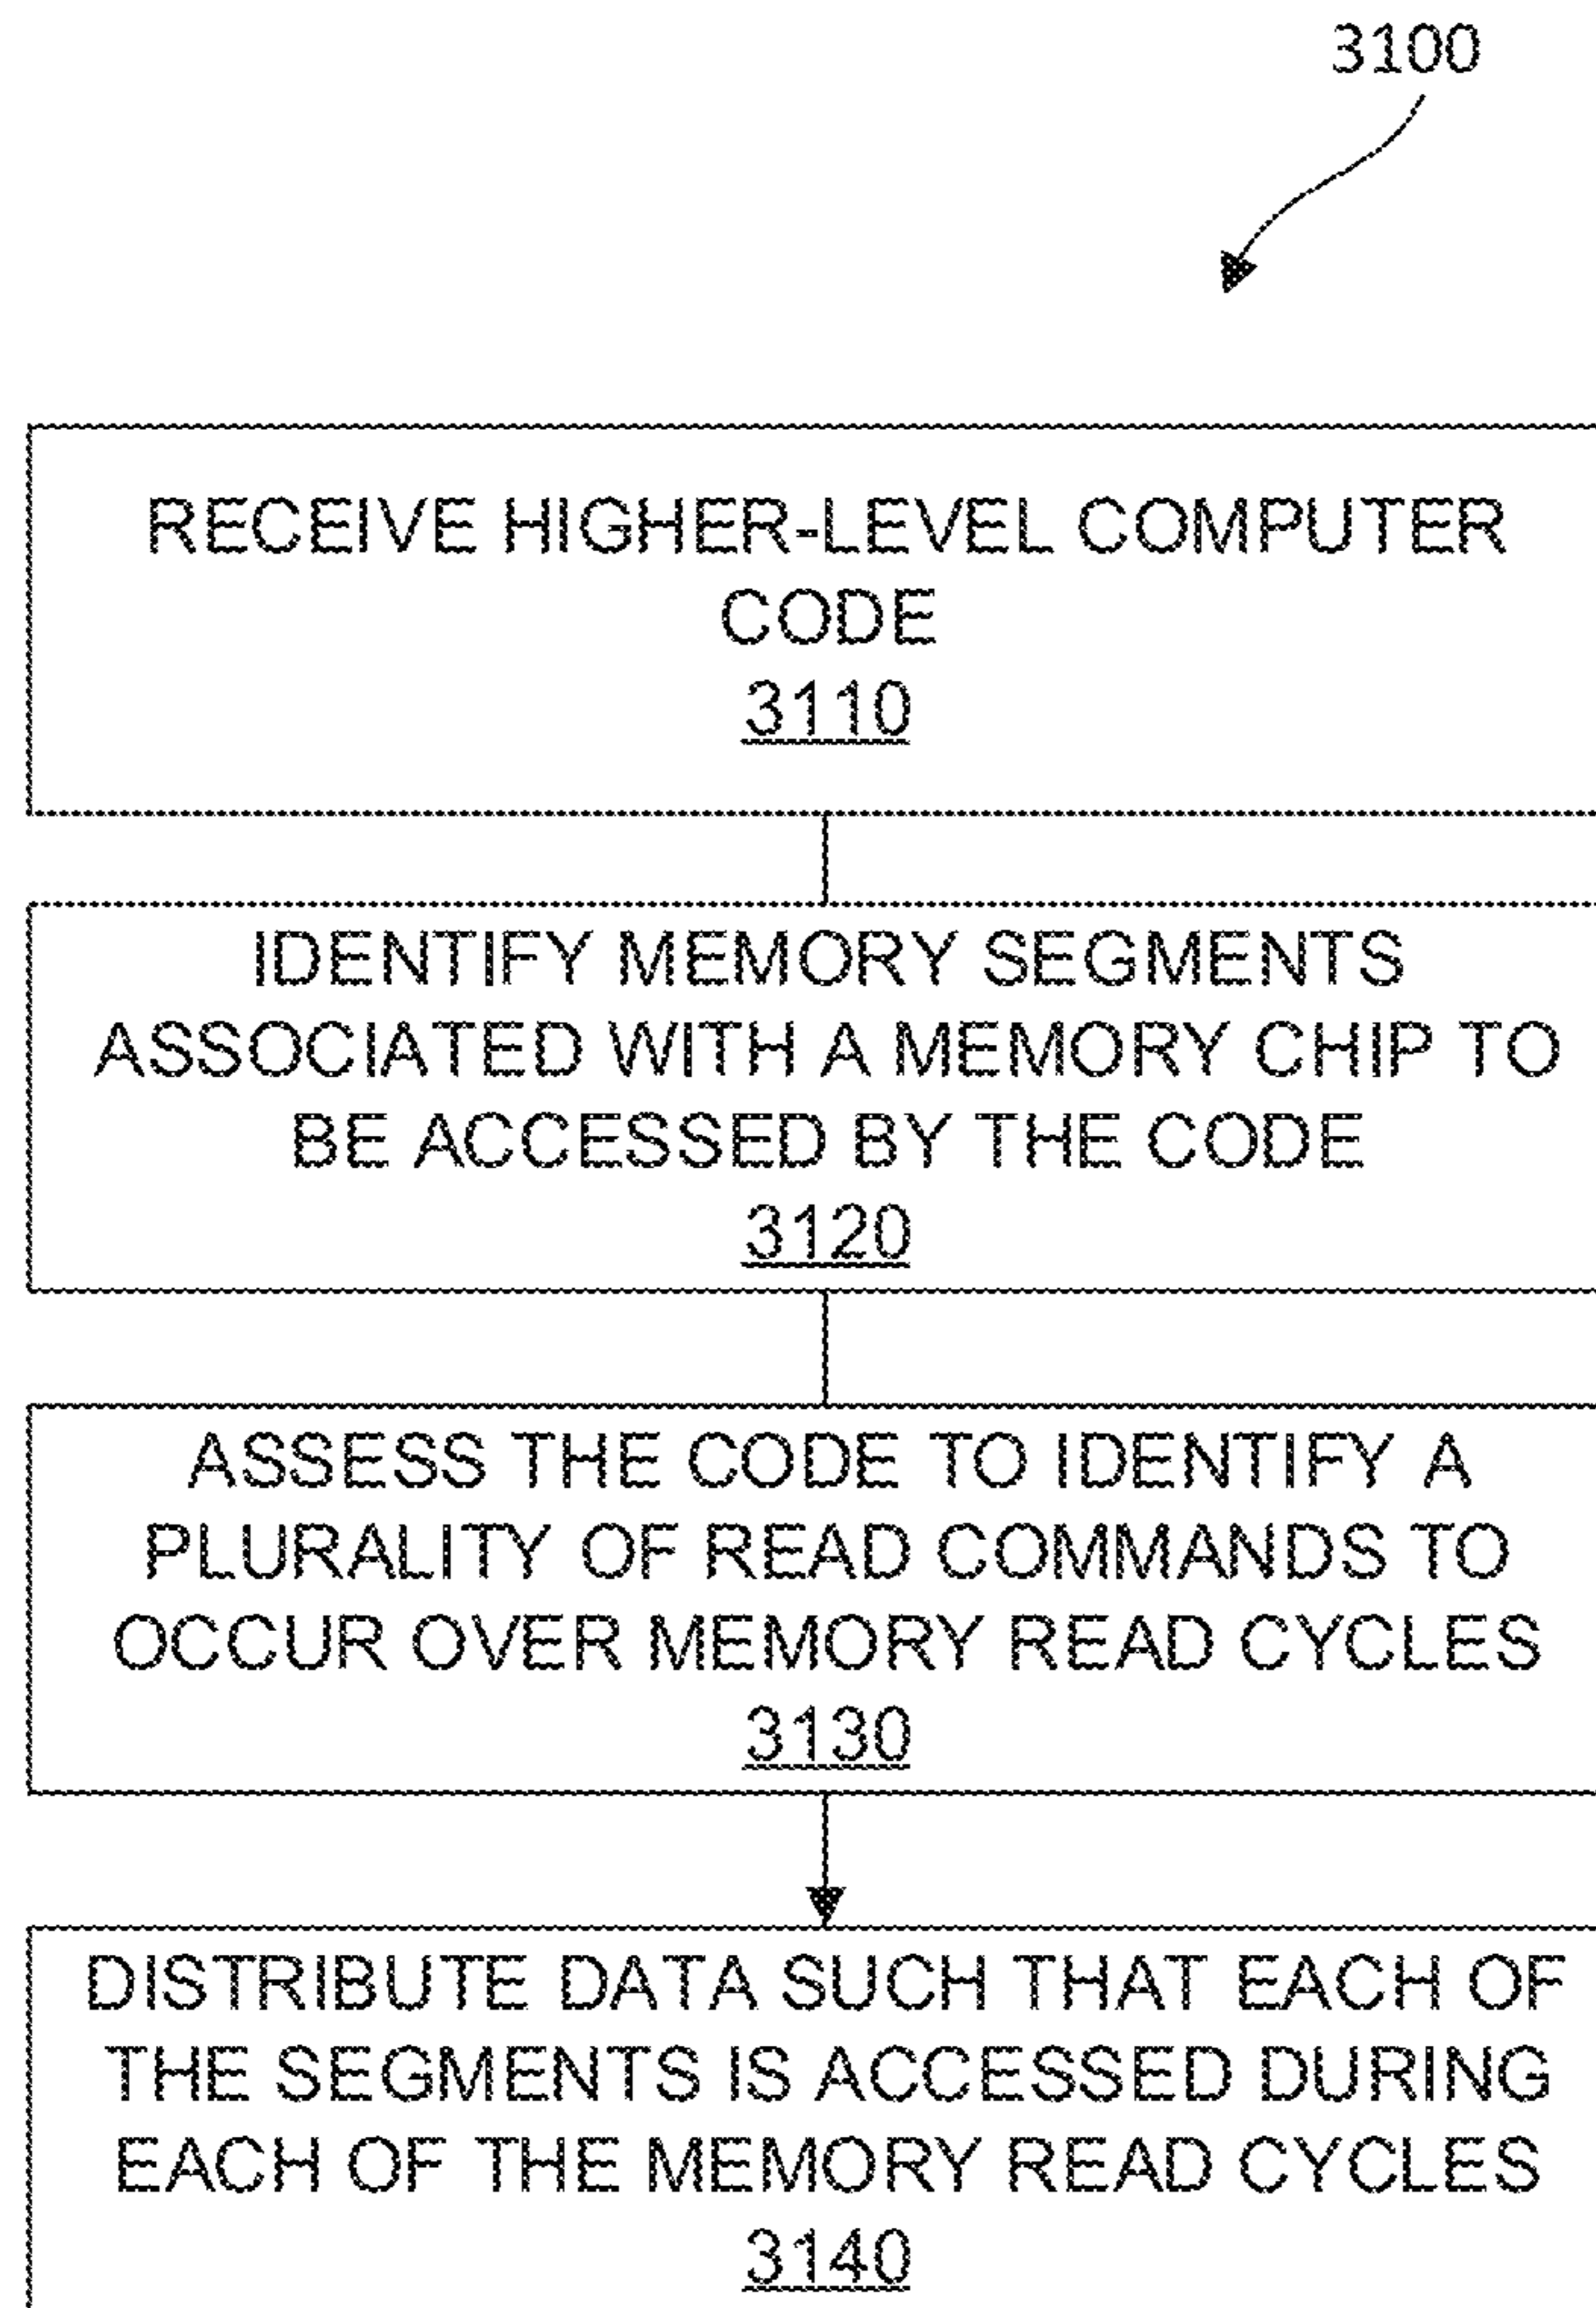 3100
RECEIVE HIGHER-LEVEL COMPUTER
CODE
3110
IDENTIFY MEMORY SEGMENTS
ASSOCIATED WITH A MEMORY CHIP TO
BE ACCESSED BY THE CODE
3120
ASSESS THE CODE TO IDENTIFY A
PLURALITY OF READ COMMANDS TO
OCCUR OVER MEMORY READ CYCLES
3130
DISTRIBUTE DATA SUCH THAT EACH OF
THE SEGMENTS IS ACCESSED DURING
EACH OF THE MEMORY READ CYCLES
3140